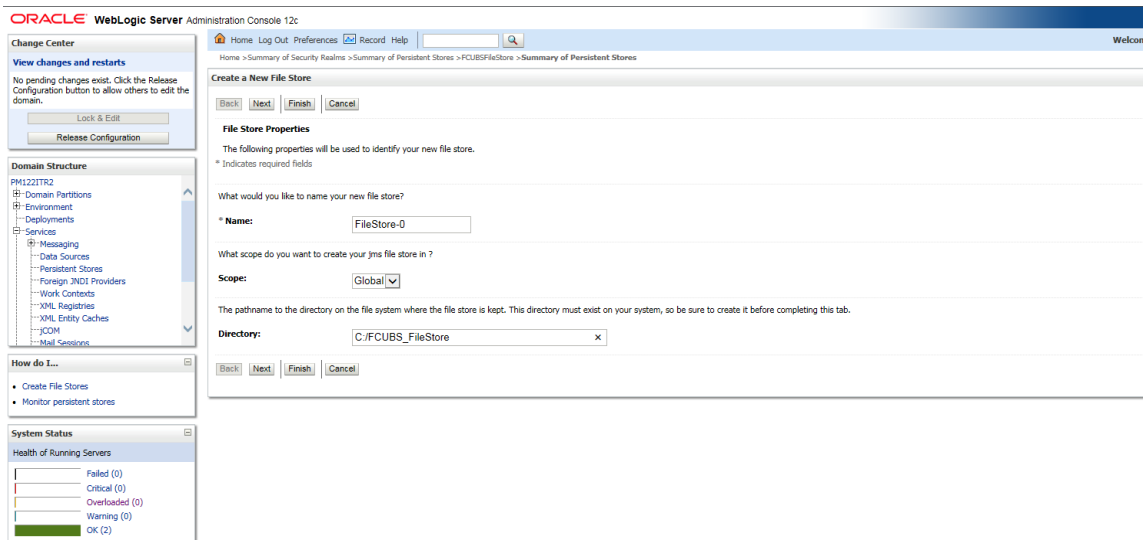 ORACLE WebLogic Server Administration Console 12c
Change Center
View changes and restarts
No pending changes exist. Click the Release
Configuration button to allow others to edit the
domain.
Lock & Edit
Release Configuration
Domain Structure
PM122ITR2
Domain Partitions
Environment
Deployments
Services
Messaging
Data Sources
Persistent Stores
Foreign JNDI Providers
Work Contexts
XML Registries
XML Entity Caches
jCOM
Mail Sessions
How do I...
Create File Stores
Monitor persistent stores
System Status
Health of Running Servers
Failed (0)
Critical (0)
Overloaded (0)
Warning (0)
OK (2)
Home Log Out Preferences Record Help
Welcom
Home >Summary of Security Realms >Summary of Persistent Stores >FCUBSFileStore >Summary of Persistent Stores
Create a New File Store
Back Next Finish Cancel
File Store Properties
The following properties will be used to identify your new file store.
* Indicates required fields
What would you like to name your new file store?
* Name: FileStore-0
What scope do you want to create your jms file store in ?
Scope: Global
The pathname to the directory on the file system where the file store is kept. This directory must exist on your system, so be sure to create it before completing this tab.
Directory: C:/FCUBS_FileStore
Back Next Finish Cancel